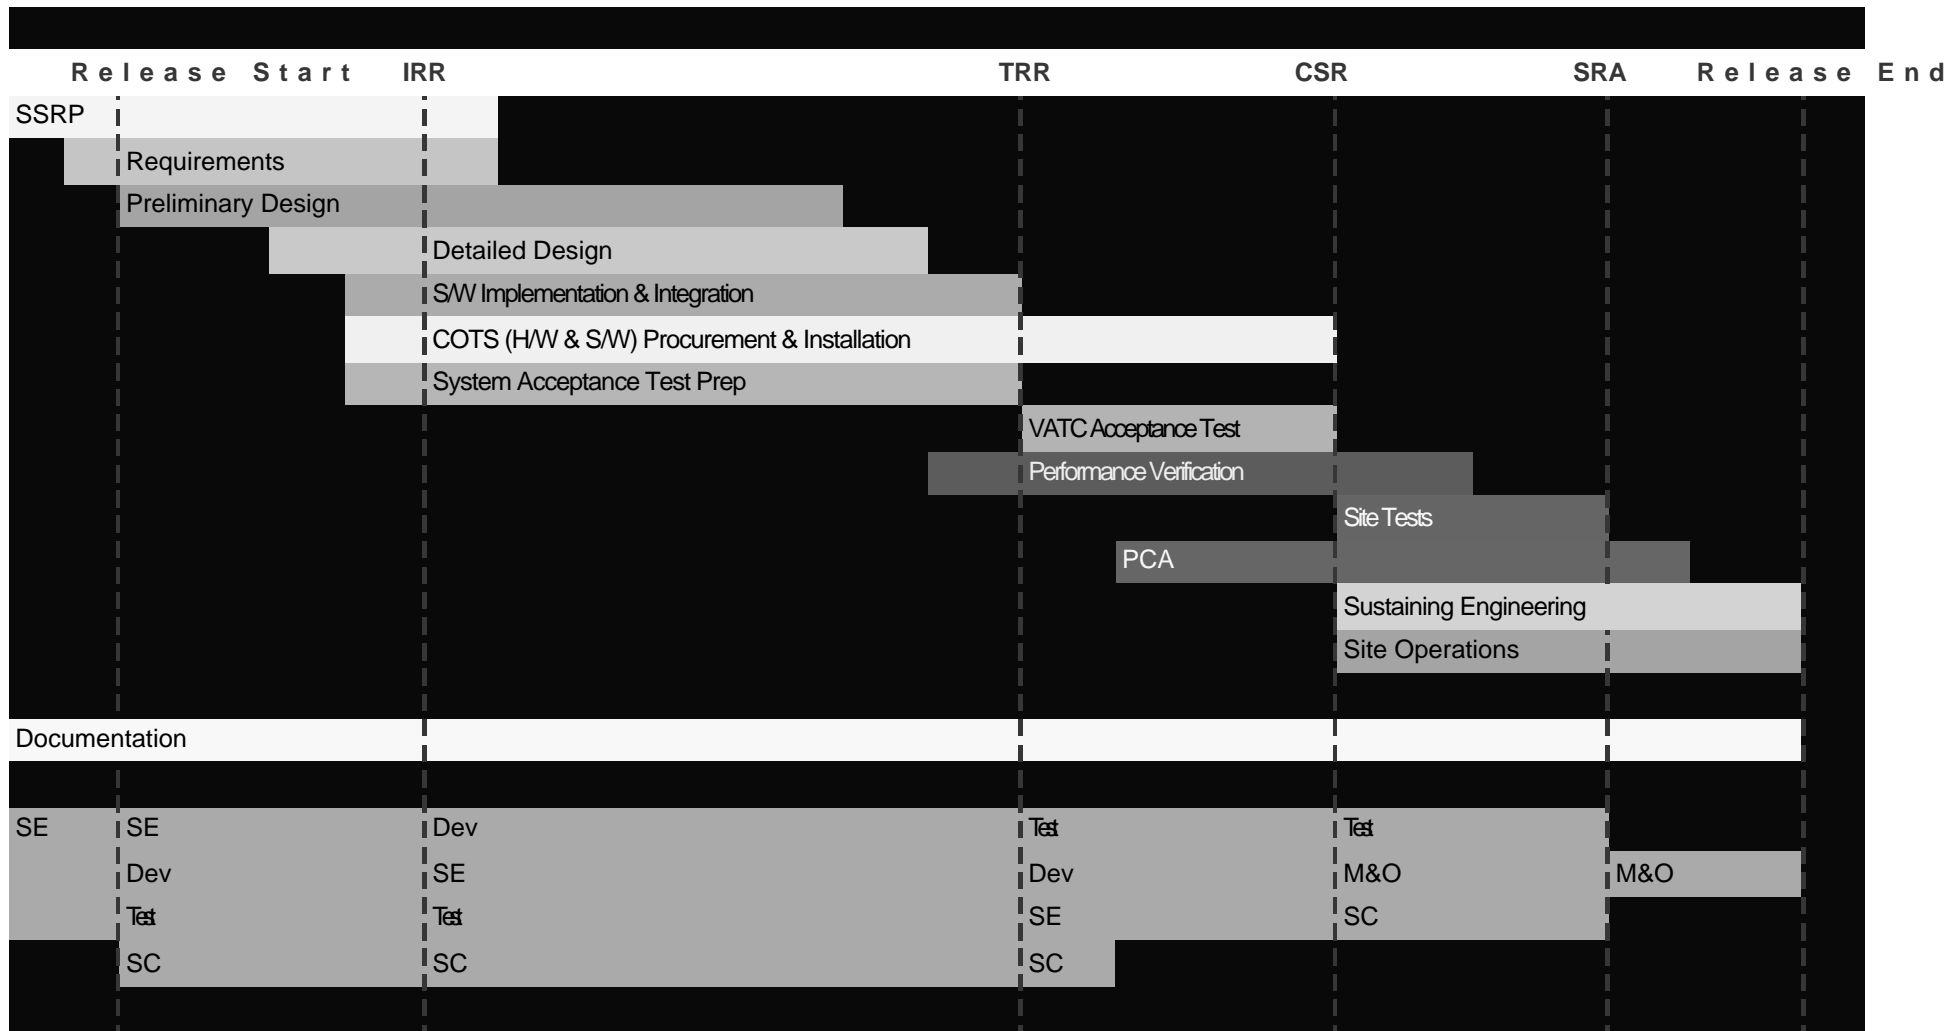 Release Start IRR TRR CSR SRA Release End
SSRP
Requirements
Preliminary Design
Detailed Design
S/W Implementation & Integration
COTS (H/W & S/W) Procurement & Installation
System Acceptance Test Prep
VATC Acceptance Test
Performance Verification
Site Tests
PCA
Sustaining Engineering
Site Operations
Documentation
SE SE Dev Test Test
Dev SE Dev M&O M&O
Test Test SE SC
SC SC SC